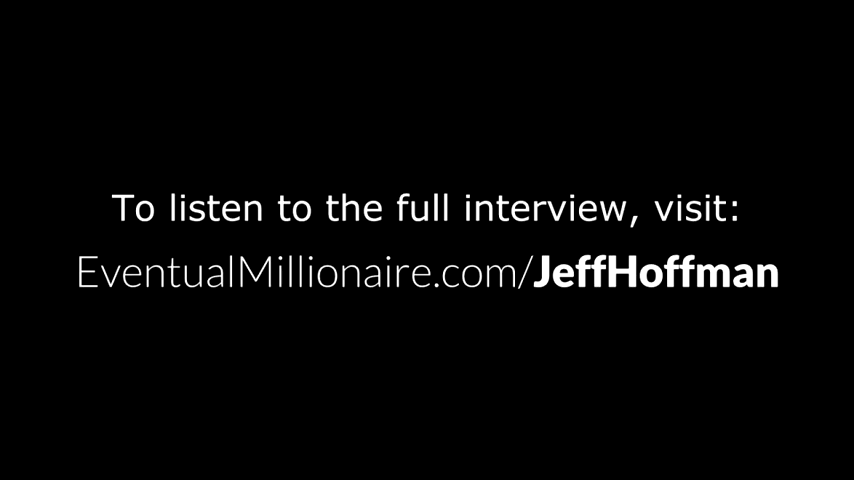 To listen to the full interview, visit:
EventualMillionaire.com/JeffHoffman